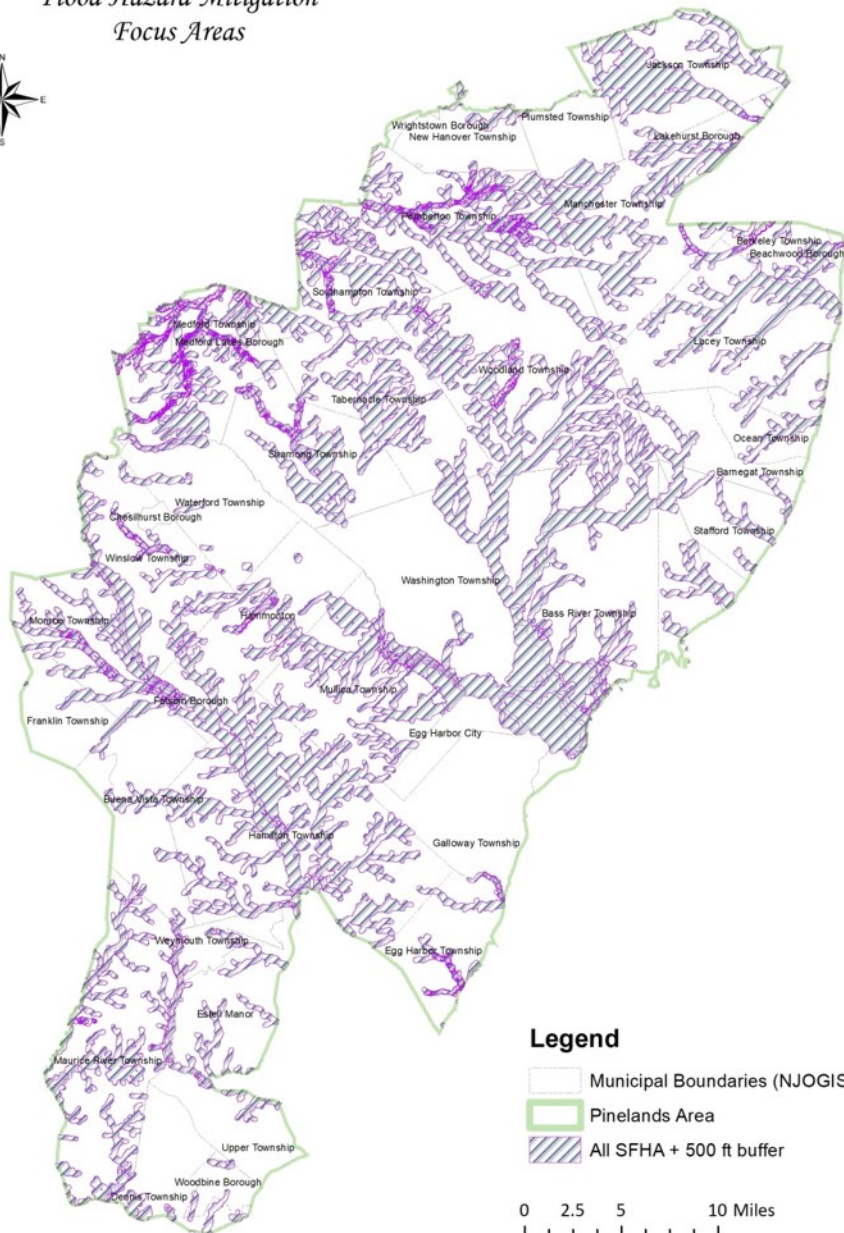 Flood Hazard Mitigation
Focus Areas
N
E
S
Jackson Township
Plumsted Township
Wrightstown Borough
New Hanover Township
Lakehurst Borough
Manchester Township
Pemberton Township
Berkeley Township
Beachwood Borough
Southampton Township
Medford Township
Medford Lakes Borough
Lacey Township
Woodland Township
Tabernacle Township
Ocean Township
Shamong Township
Barnegat Township
Waterford Township
Chesilhurst Borough
Stafford Township
Winslow Township
Washington Township
Bass River Township
Hammonton
Monroe Township
Mullica Township
Folsom Borough
Franklin Township
Egg Harbor City
Buena Vista Township
Hamilton Township
Galloway Township
Weymouth Township
Egg Harbor Township
Estell Manor
Maurice River Township
Upper Township
Woodbine Borough
Dennis Township
Legend
Municipal Boundaries (NJOGIS
Pinelands Area
All SFHA + 500 ft buffer
0 2.5 5 10 Miles